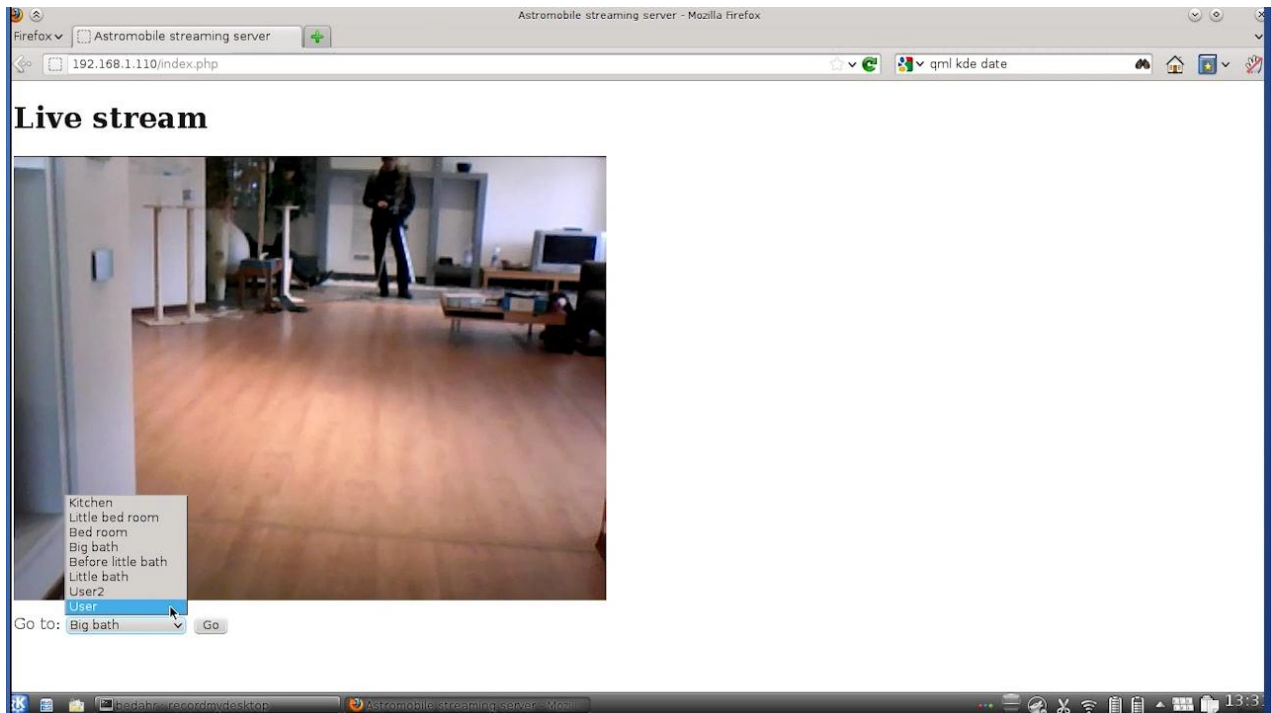 Astromobile streaming server - Mozilla Firefox
Firefox
Astromobile streaming server
192.168.1.110/index.php
qml kde date
Live stream
Kitchen
Little bed room
Bed room
Big bath
Before little bath
Little bath
User2
User
Go to:
Big bath
Go
bedahr : recordmydesktop
Astromobile streaming server - Mozil